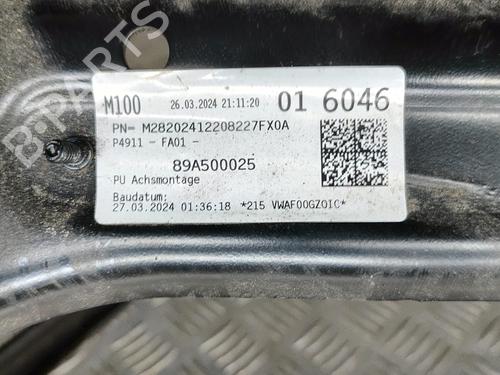 B-PARTS
M100 26.03.2024 21:11:20 01 6046
PN= M28202412208227FX0A
P4911 - FA01 -
89A500025
PU Achsmontage
Baudatum:
27.03.2024 01:36:18 *215 VWAF00GZOIC*